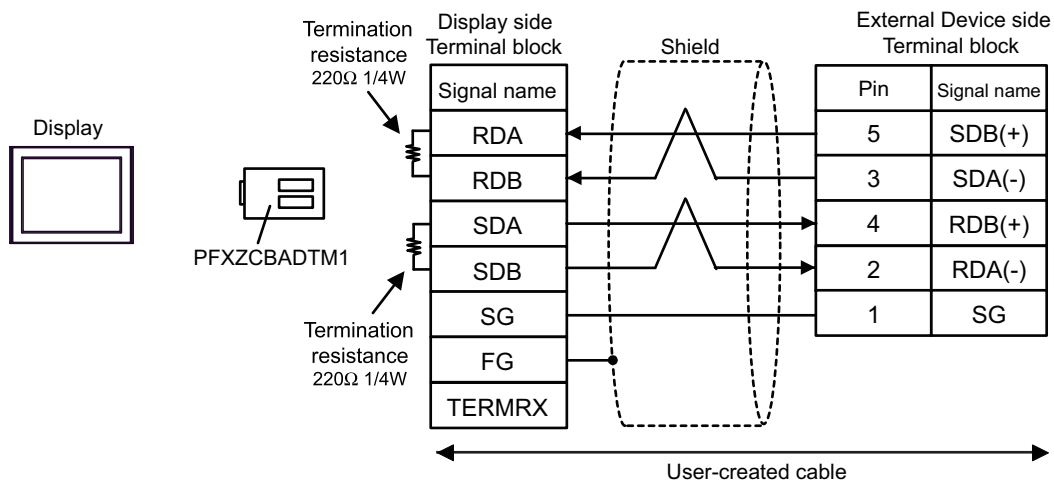 Display
PFXZCBADTM1
Termination
resistance
220Ω 1/4W
Termination
resistance
220Ω 1/4W
Display side
Terminal block
Signal name
RDA
RDB
SDA
SDB
SG
FG
TERMRX
Shield
External Device side
Terminal block
Pin Signal name
5 SDB(+)
3 SDA(-)
4 RDB(+)
2 RDA(-)
1 SG
User-created cable